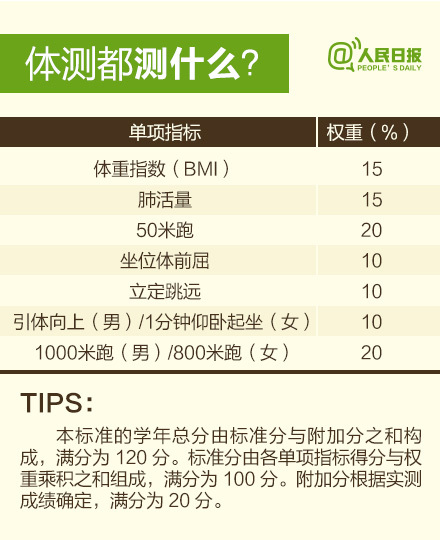 体测都测什么?
@人民日报
PEOPLE'S DAILY
单项指标 权重(%)
体重指数(BMI) 15
肺活量 15
50米跑 20
坐位体前屈 10
立定跳远 10
引体向上(男)/1分钟仰卧起坐(女) 10
1000米跑(男)/800米跑(女) 20
TIPS:
本标准的学年总分由标准分与附加分之和构
成,满分为 120 分。标准分由各单项指标得分与权
重乘积之和组成,满分为 100 分。附加分根据实测
成绩确定,满分为 20 分。